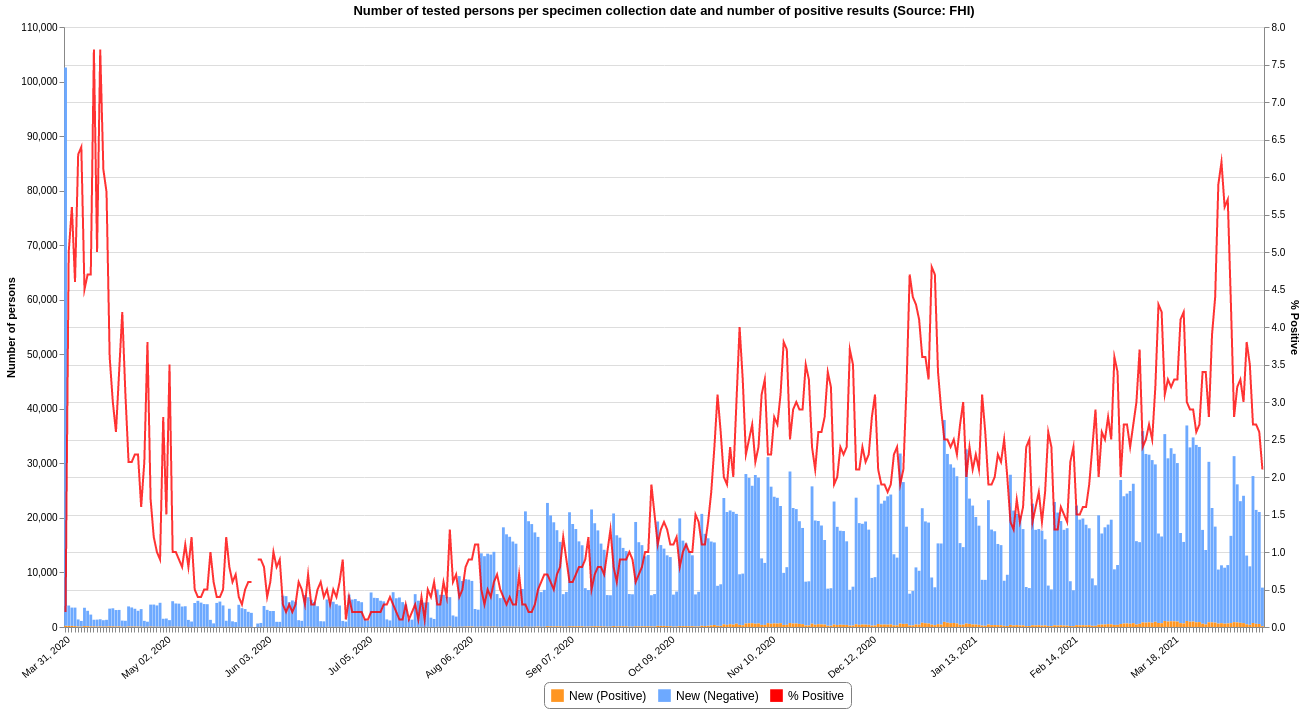 Number of tested persons per specimen collection date and number of positive results (Source: FHI)
110,000
100,000
90,000
80,000
70,000
60,000
50,000
40,000
30,000
20,000
10,000
0
Number of persons
8.0
7.5
7.0
6.5
6.0
5.5
5.0
4.5
4.0
3.5
3.0
2.5
2.0
1.5
1.0
0.5
0.0
% Positive
Mar 31, 2020
May 02, 2020
Jun 03, 2020
Jul 05, 2020
Aug 06, 2020
Sep 07, 2020
Oct 09, 2020
Nov 10, 2020
Dec 12, 2020
Jan 13, 2021
Feb 14, 2021
Mar 18, 2021
New (Positive) New (Negative) % Positive